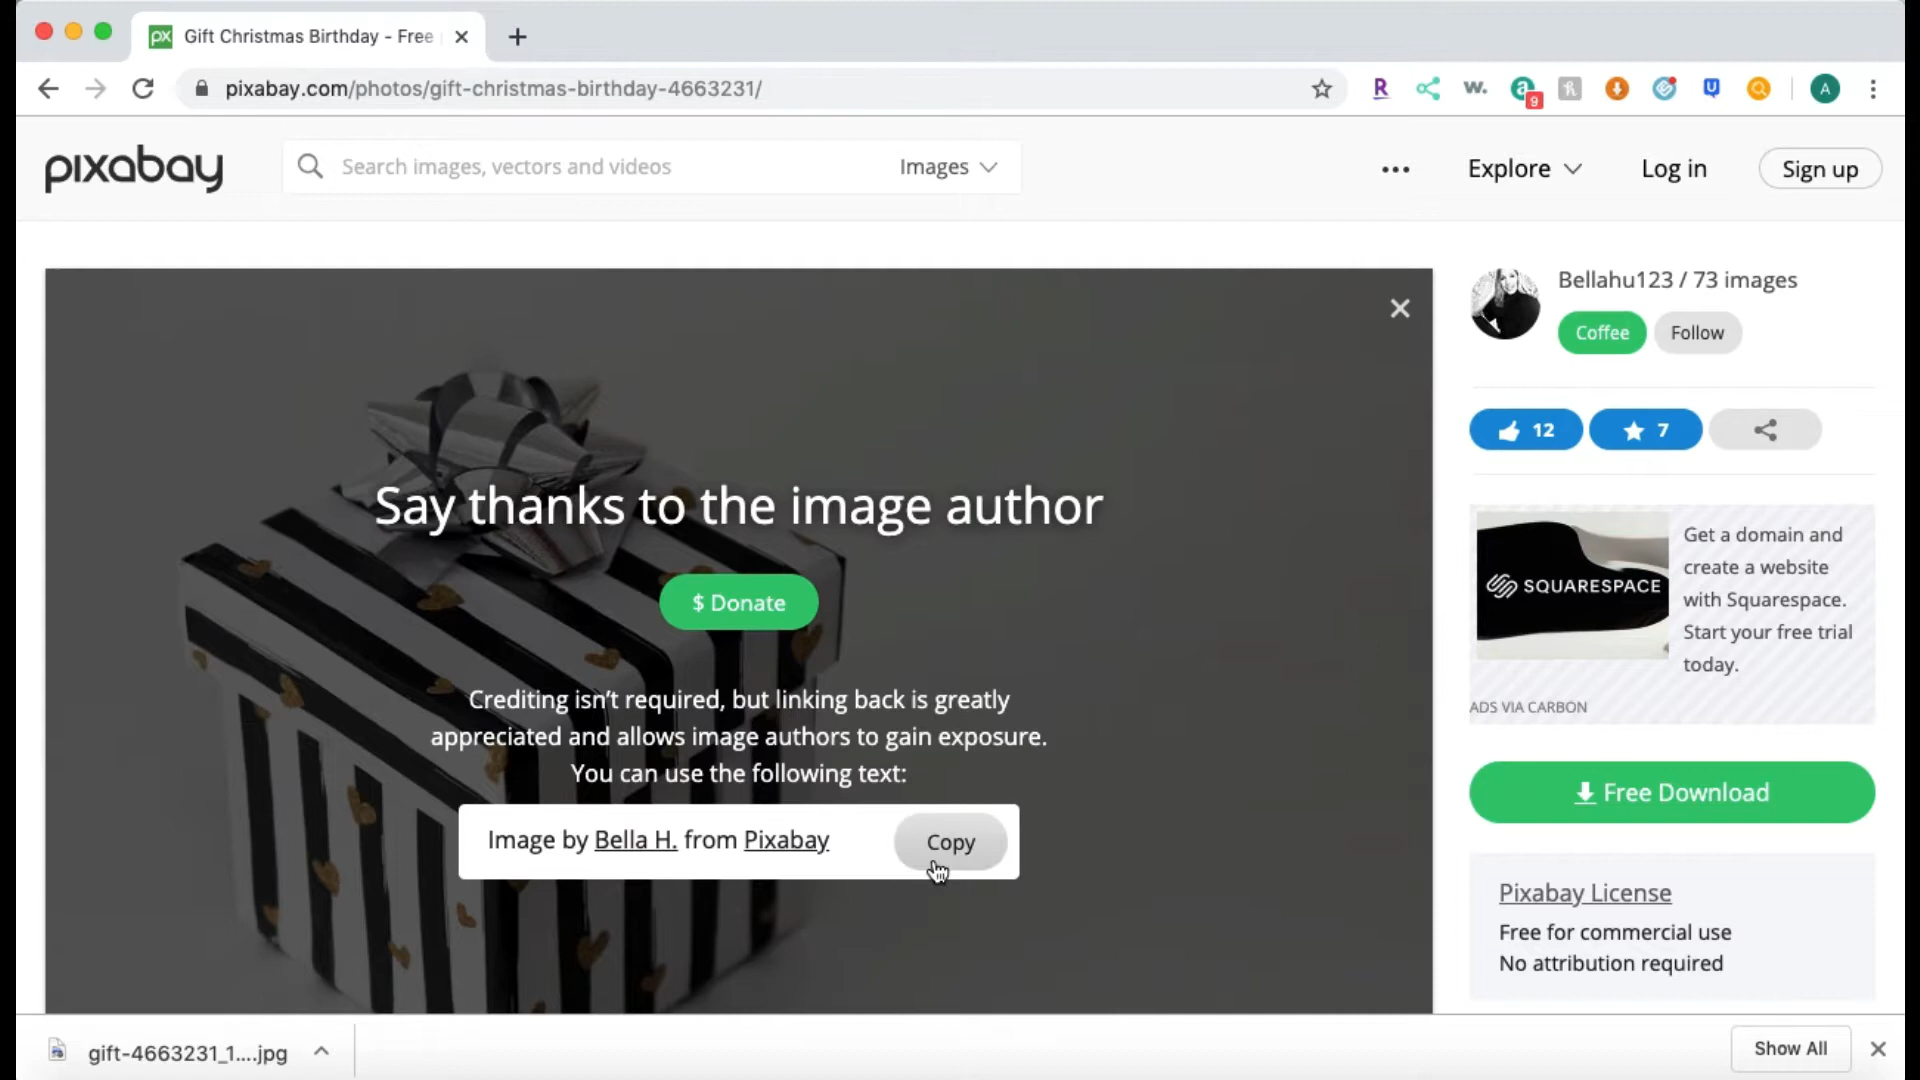 Gift Christmas Birthday - Free
pixabay.com/photos/gift-christmas-birthday-4663231/
9
A
pixabay
Search images, vectors and videos
Images
Explore
Log in
Sign up
Bellahu123 / 73 images
Coffee
Follow
12
7
Say thanks to the image author
$ Donate
Crediting isn't required, but linking back is greatly
appreciated and allows image authors to gain exposure.
You can use the following text:
Image by Bella H. from Pixabay
Copy
SQUARESPACE
Get a domain and
create a website
with Squarespace.
Start your free trial
today.
ADS VIA CARBON
Free Download
Pixabay License
Free for commercial use
No attribution required
gift-4663231_1....jpg
Show All